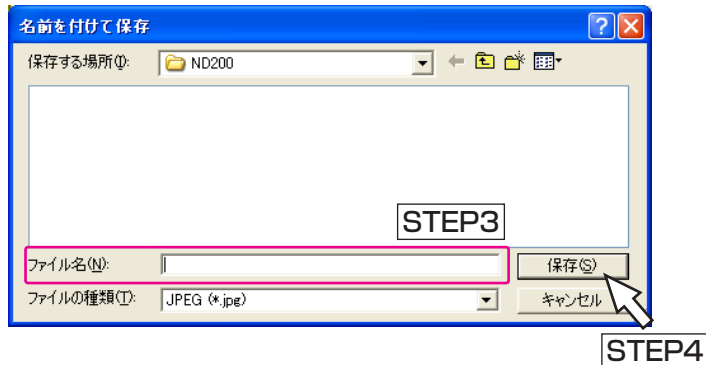 名前を付けて保存
保存する場所(I): ND200
STEP3
ファイル名(N): 保存(S)
ファイルの種類(T): JPEG (*.jpg) キャンセル
STEP4